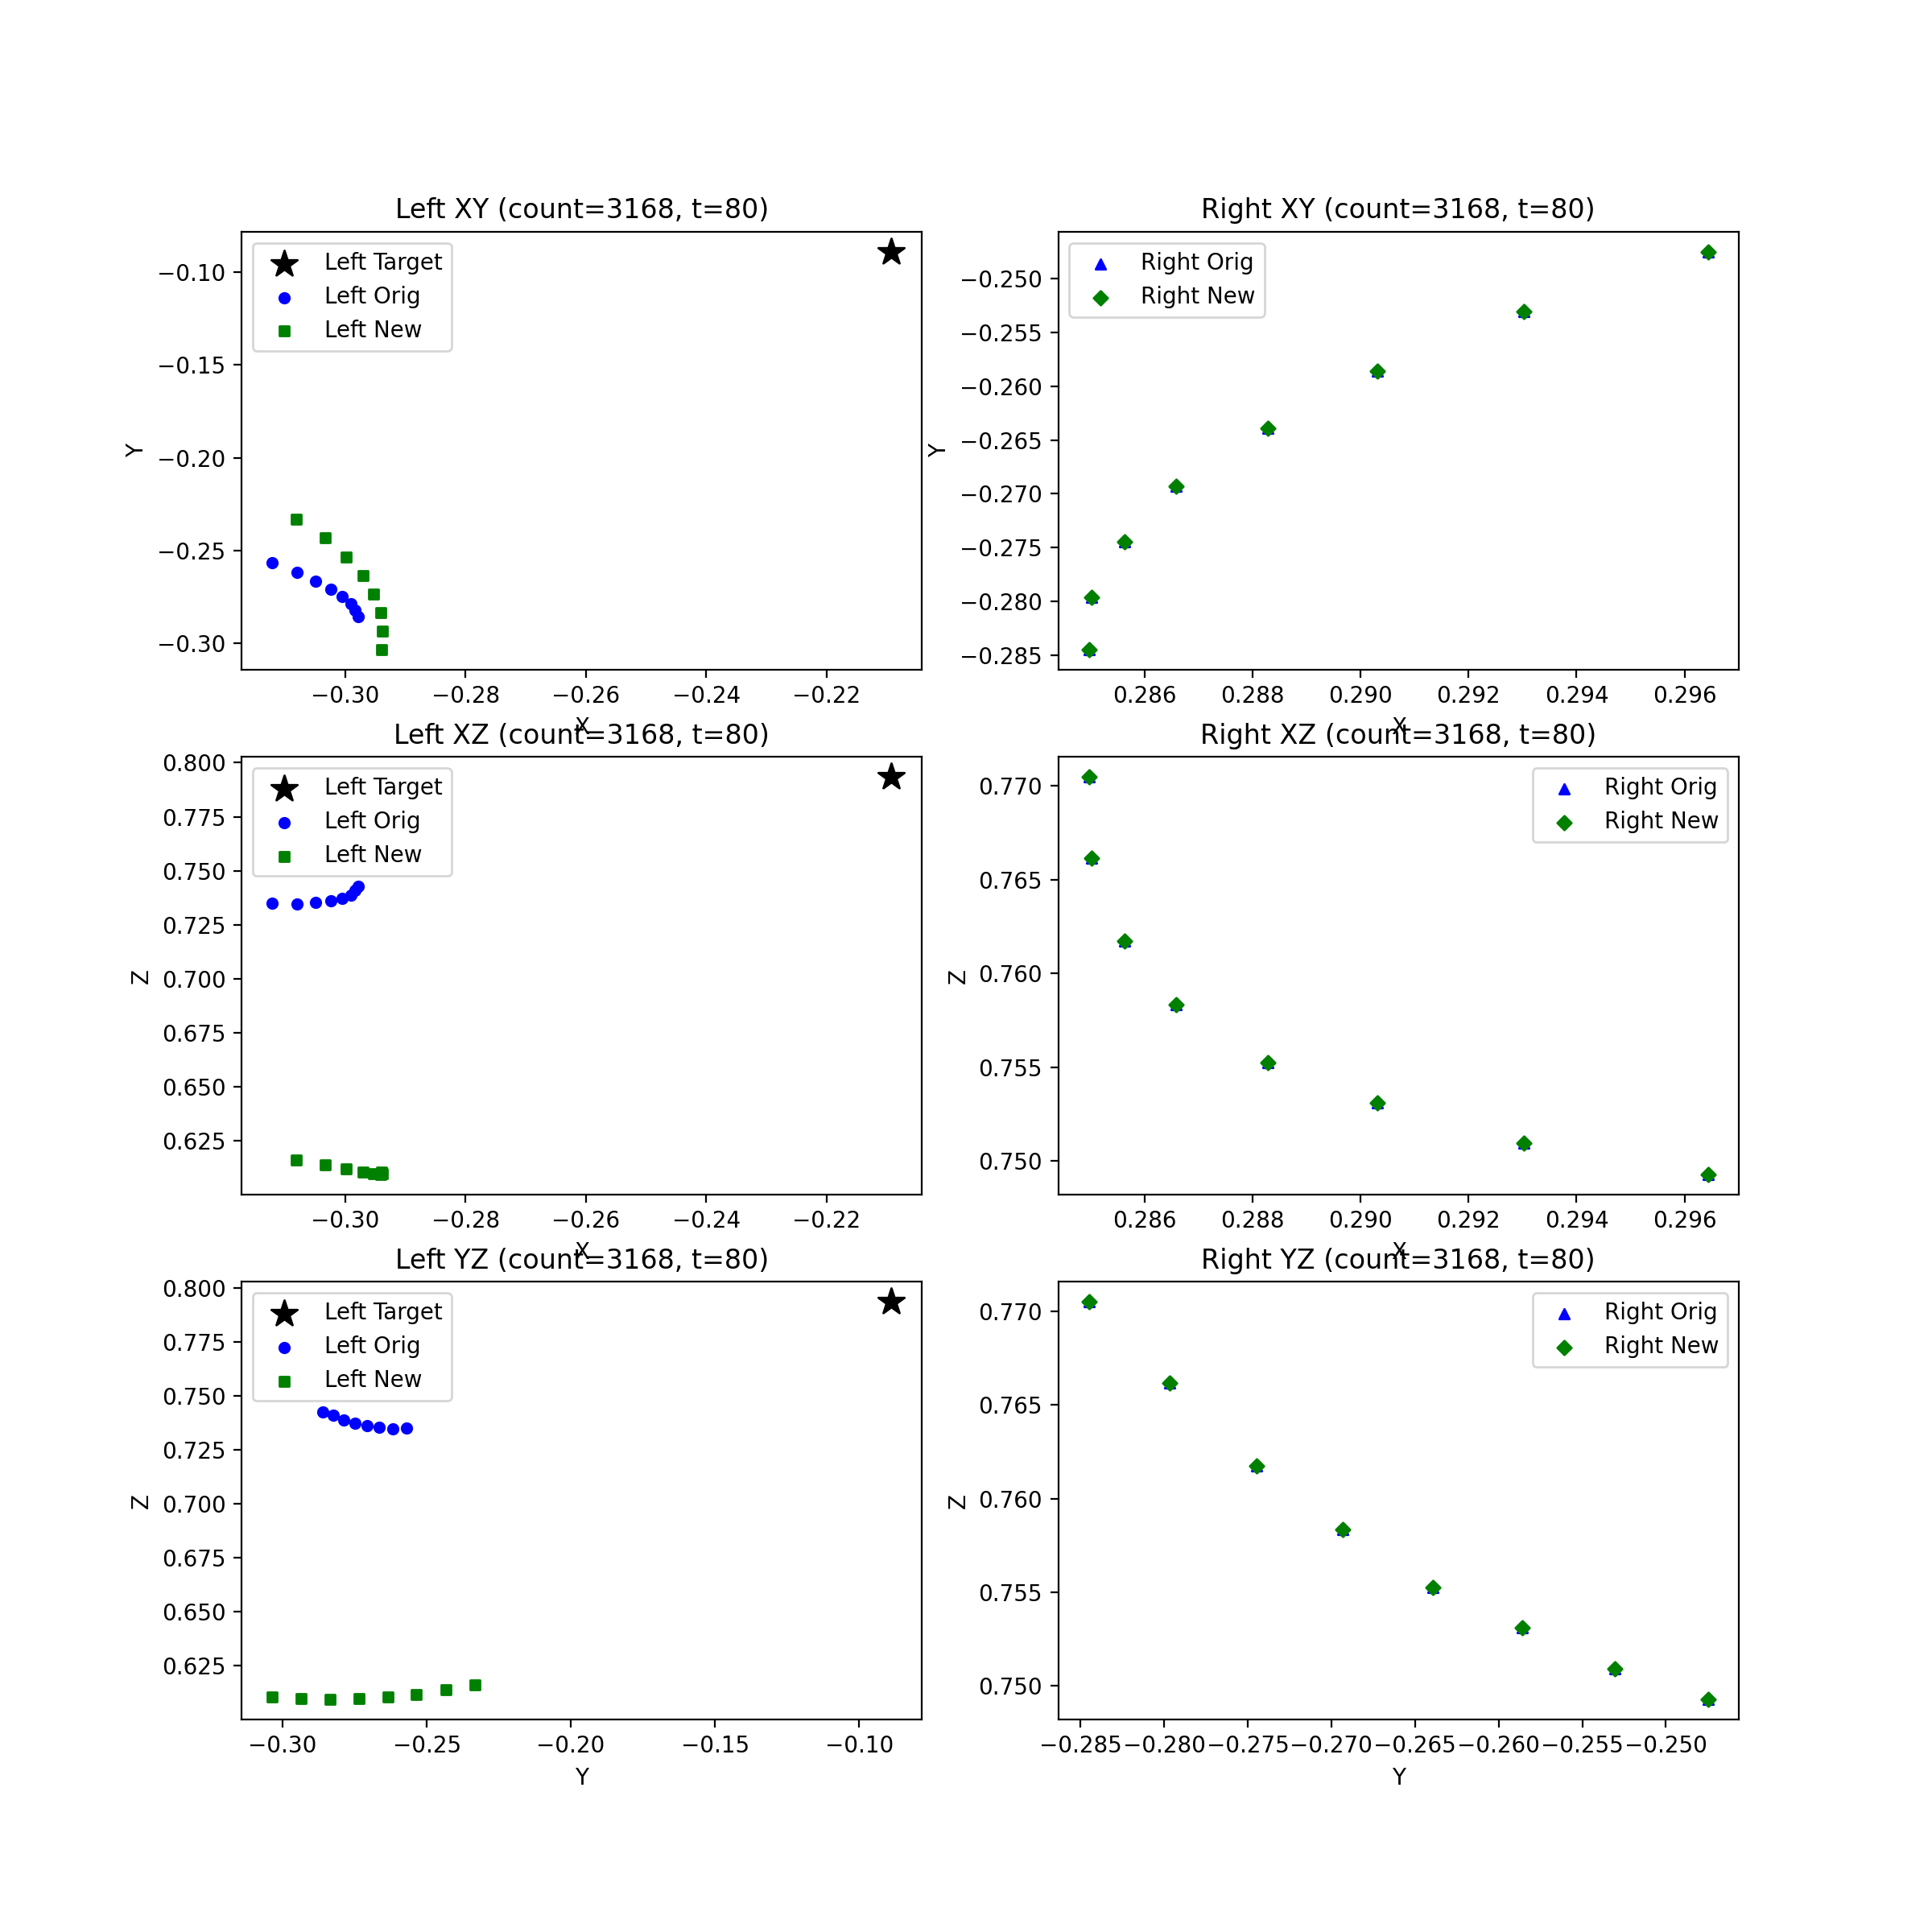 Left XY (count=3168, t=80)
Left Target
Left Orig
Left New
Y
−0.10
−0.15
−0.20
−0.25
−0.30
−0.30 −0.28 −0.26 −0.24 −0.22
X
Right XY (count=3168, t=80)
Right Orig
Right New
Y
−0.250
−0.255
−0.260
−0.265
−0.270
−0.275
−0.280
−0.285
0.286 0.288 0.290 0.292 0.294 0.296
X
Left XZ (count=3168, t=80)
Left Target
Left Orig
Left New
Z
0.800
0.775
0.750
0.725
0.700
0.675
0.650
0.625
−0.30 −0.28 −0.26 −0.24 −0.22
X
Right XZ (count=3168, t=80)
Right Orig
Right New
Z
0.770
0.765
0.760
0.755
0.750
0.286 0.288 0.290 0.292 0.294 0.296
X
Left YZ (count=3168, t=80)
Left Target
Left Orig
Left New
Z
0.800
0.775
0.750
0.725
0.700
0.675
0.650
0.625
−0.30 −0.25 −0.20 −0.15 −0.10
Y
Right YZ (count=3168, t=80)
Right Orig
Right New
Z
0.770
0.765
0.760
0.755
0.750
−0.285 −0.280 −0.275 −0.270 −0.265 −0.260 −0.255 −0.250
Y